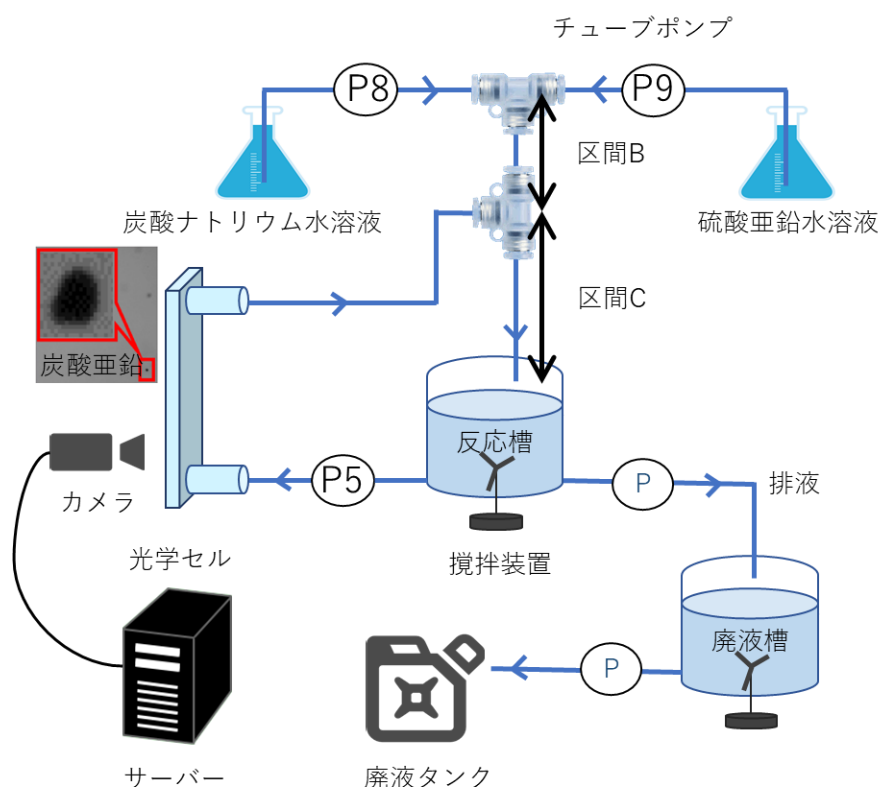 チューブポンプ
P8
P9
区間B
炭酸ナトリウム水溶液
硫酸亜鉛水溶液
区間C
炭酸亜鉛
反応槽
カメラ
P5
P
排液
光学セル
撹拌装置
廃液槽
P
サーバー
廃液タンク